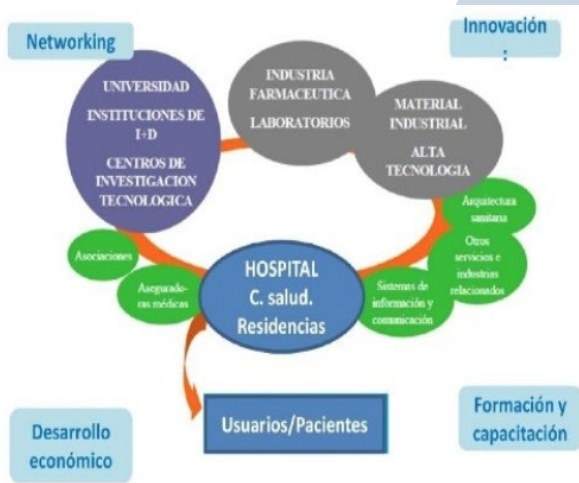 Networking
Innovación
:
UNIVERSIDAD
INSTITUCIONES DE
I+D
CENTROS DE
INVESTIGACION
TECNOLOGICA
INDUSTRIA
FARMACEUTICA
LABORATORIOS
MATERIAL
INDUSTRIAL
ALTA
TECNOLOGIA
Arquitectura
sanitana
Otros
servicios e
industrias
relacionados
Asociaciones
Asegurado-
ras médicas
HOSPITAL
C. salud.
Residencias
Sistemas de
información y
comunicación
Usuarios/Pacientes
Desarrollo
económico
Formación y
capacitación